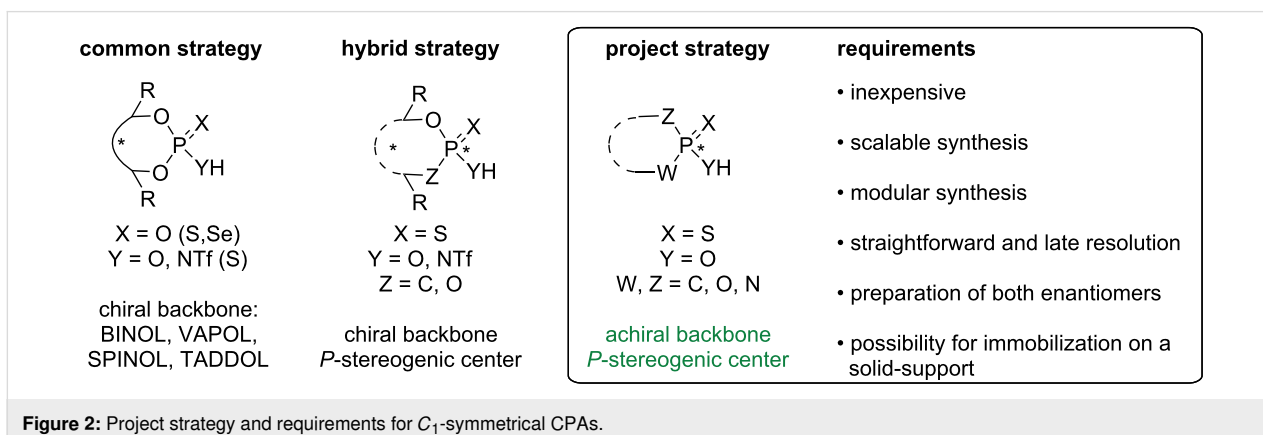 common strategy
R
O
X
*
P
O
YH
R
X = O (S,Se)
Y = O, NTf (S)
chiral backbone:
BINOL, VAPOL,
SPINOL, TADDOL
hybrid strategy
R
O
X
*
P*
Z
YH
R
X = S
Y = O, NTf
Z = C, O
chiral backbone
P-stereogenic center
project strategy
Z
X
P*
W
YH
X = S
Y = O
W, Z = C, O, N
achiral backbone
P-stereogenic center
requirements
• inexpensive
• scalable synthesis
• modular synthesis
• straightforward and late resolution
• preparation of both enantiomers
• possibility for immobilization on a
solid-support
Figure 2: Project strategy and requirements for C1-symmetrical CPAs.